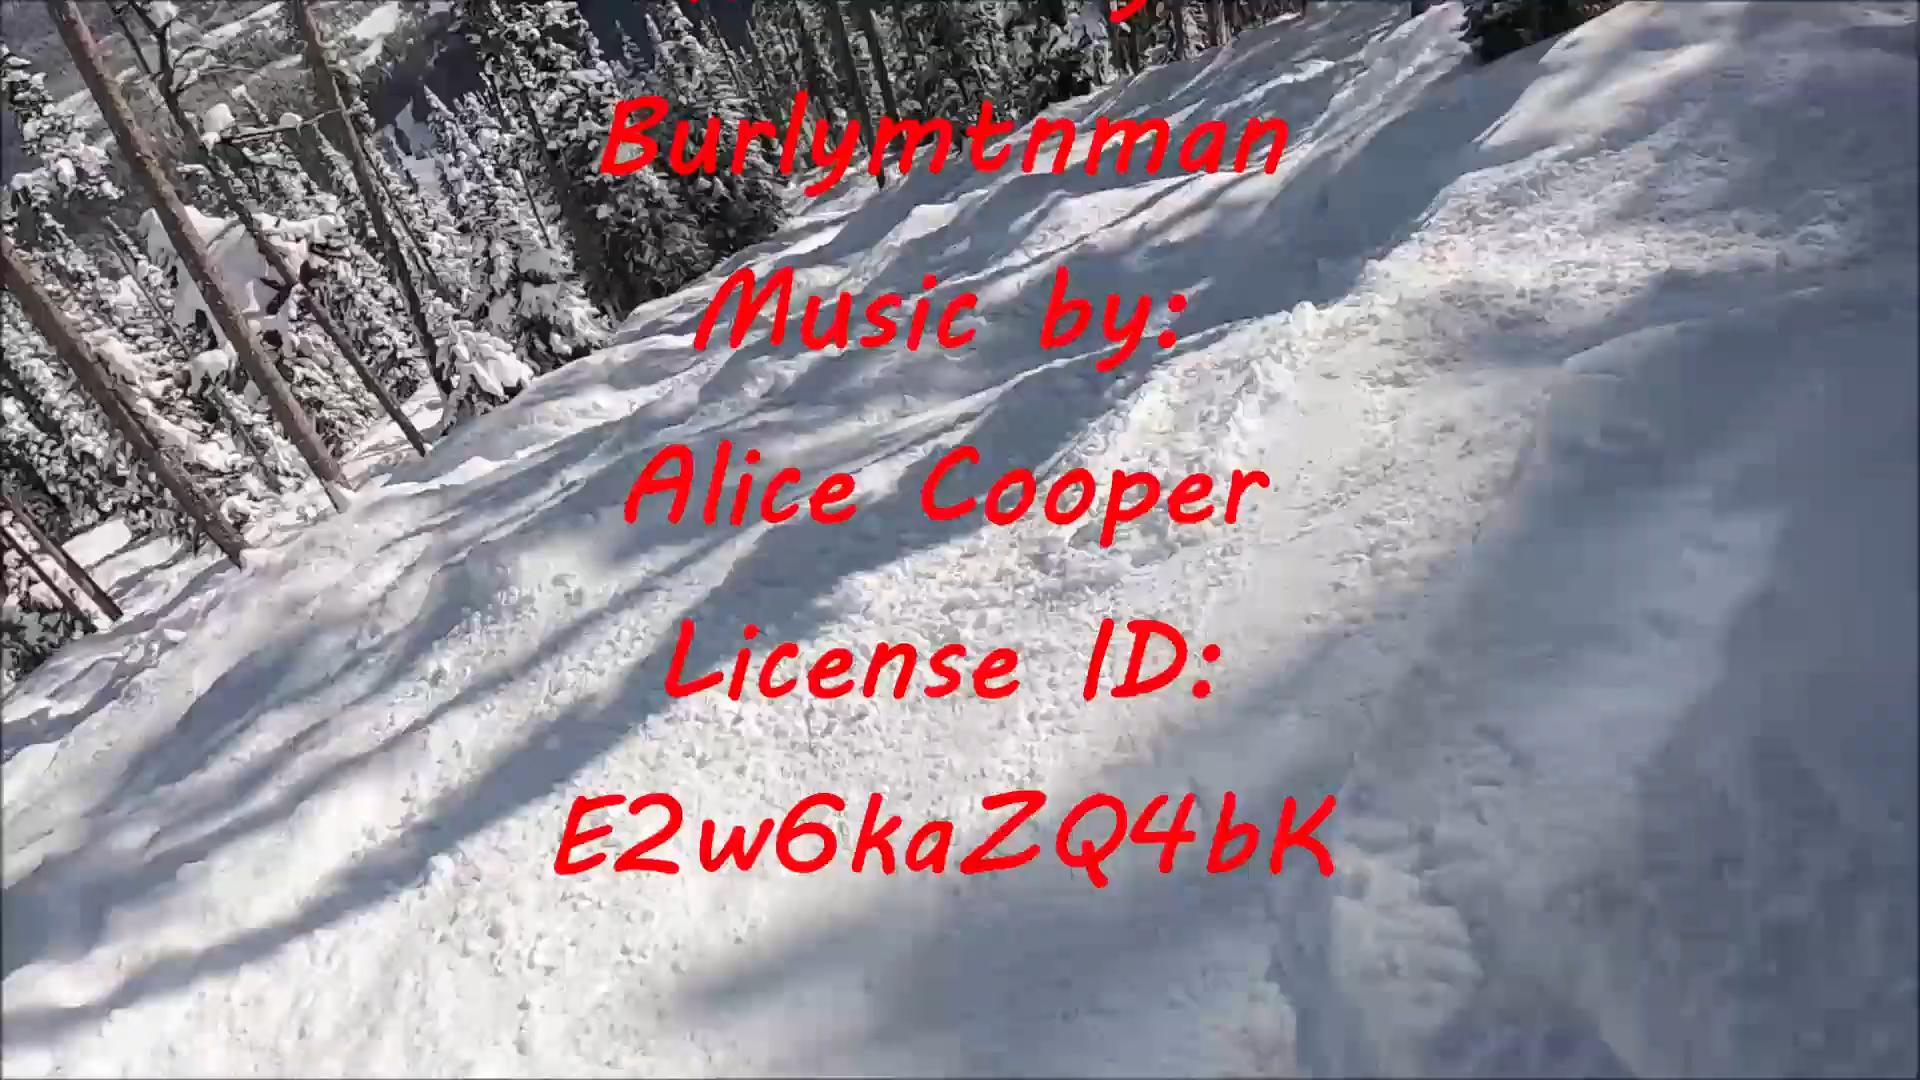 Burlymtnman
Music by:
Alice Cooper
License ID:
E2w6kaZQ4bK